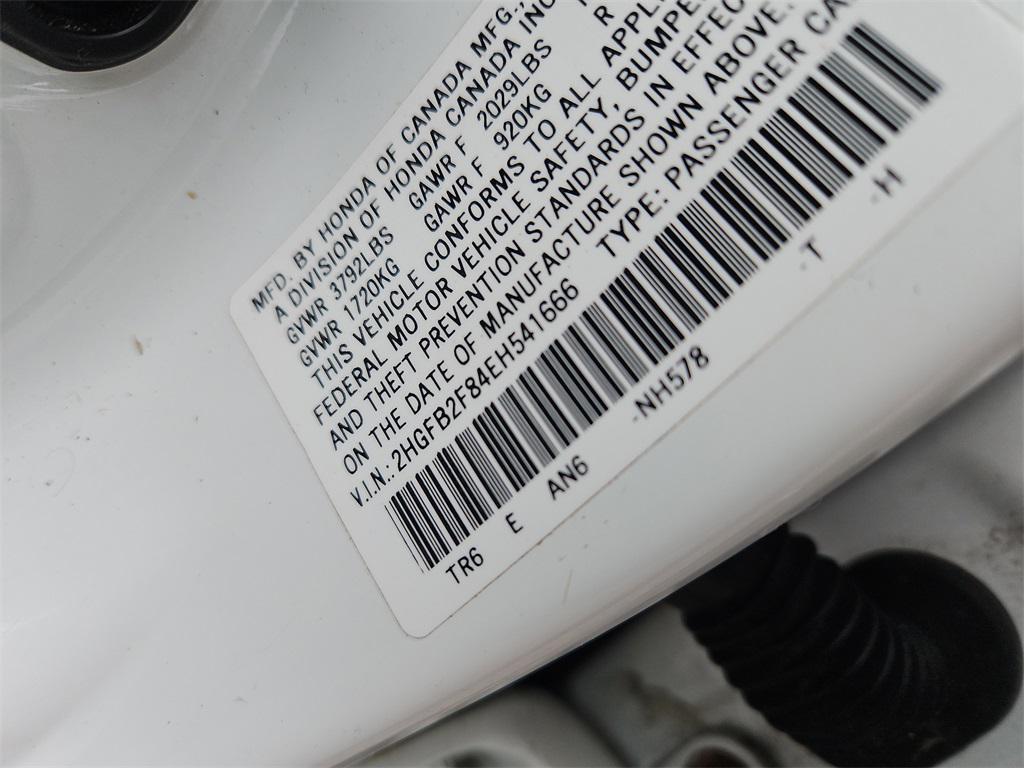 MFD. BY HONDA OF CANADA MFG.,
A DIVISION OF HONDA CANADA INC
GVWR 3792LBS GAWR F 2029LBS R
GVWR 1720KG GAWR F 920KG
THIS VEHICLE CONFORMS TO ALL APPLI
FEDERAL MOTOR VEHICLE SAFETY, BUMPE
AND THEFT PREVENTION STANDARDS IN EFFEC
ON THE DATE OF MANUFACTURE SHOWN ABOVE.
V.I.N.: 2HGFB2F84EH541666 TYPE: PASSENGER CA
TR6 E AN6 -NH578 -T -H